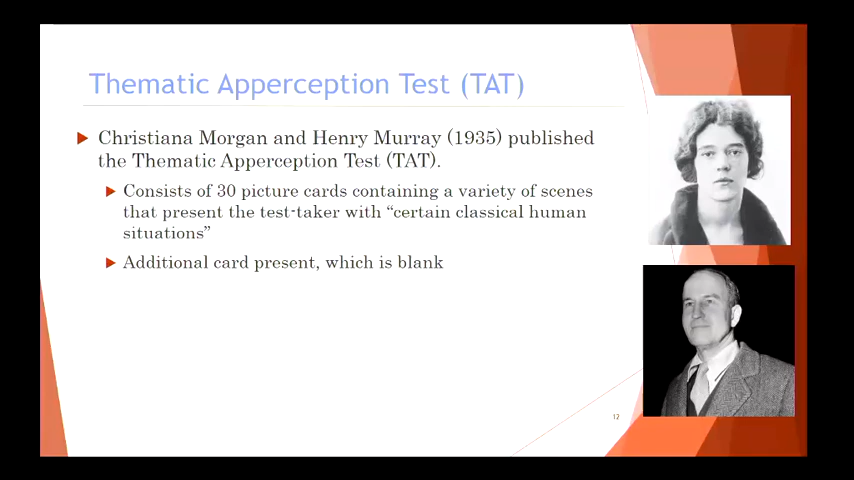 Thematic Apperception Test (TAT)
Christiana Morgan and Henry Murray (1935) published
the Thematic Apperception Test (TAT).
Consists of 30 picture cards containing a variety of scenes
that present the test-taker with “certain classical human
situations”
Additional card present, which is blank
12